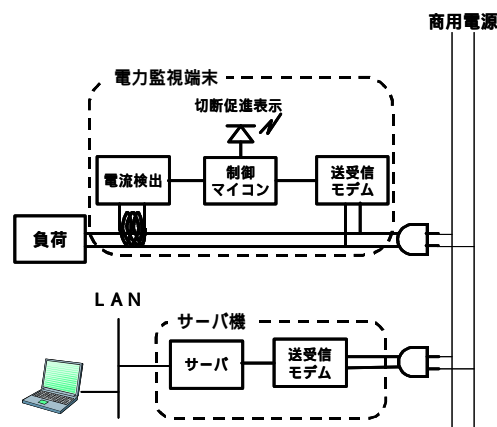 商用電源
電力監視端末
切断促進表示
電流検出
制御
マイコン
送受信
モデム
負荷
ＬＡＮ
サーバ機
サーバ
送受信
モデム